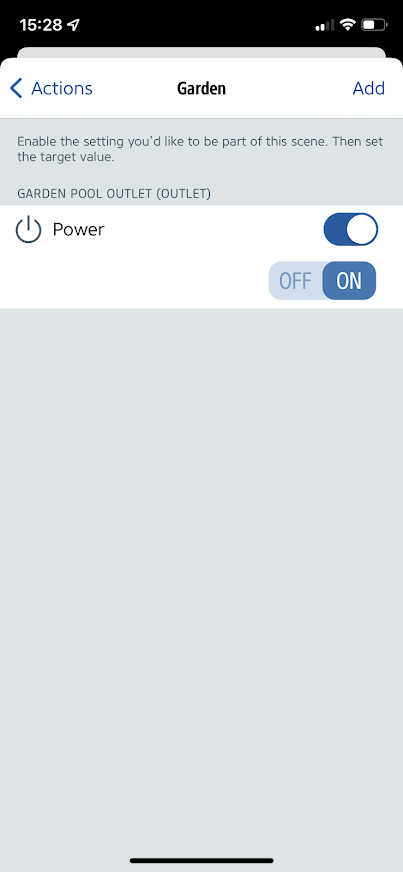 15:28
Actions
Garden
Add
Enable the setting you'd like to be part of this scene. Then set
the target value.
GARDEN POOL OUTLET (OUTLET)
Power
OFF
ON